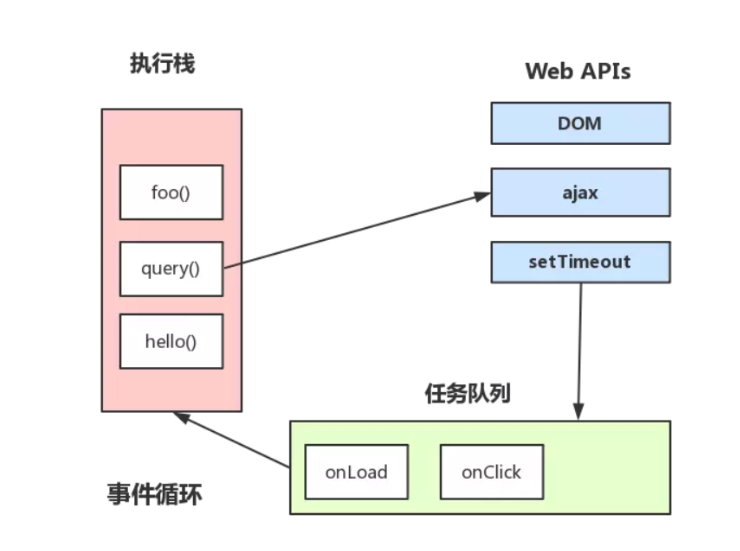 执行栈
foo()
query()
hello()
Web APIs
DOM
ajax
setTimeout
任务队列
onLoad
onClick
事件循环